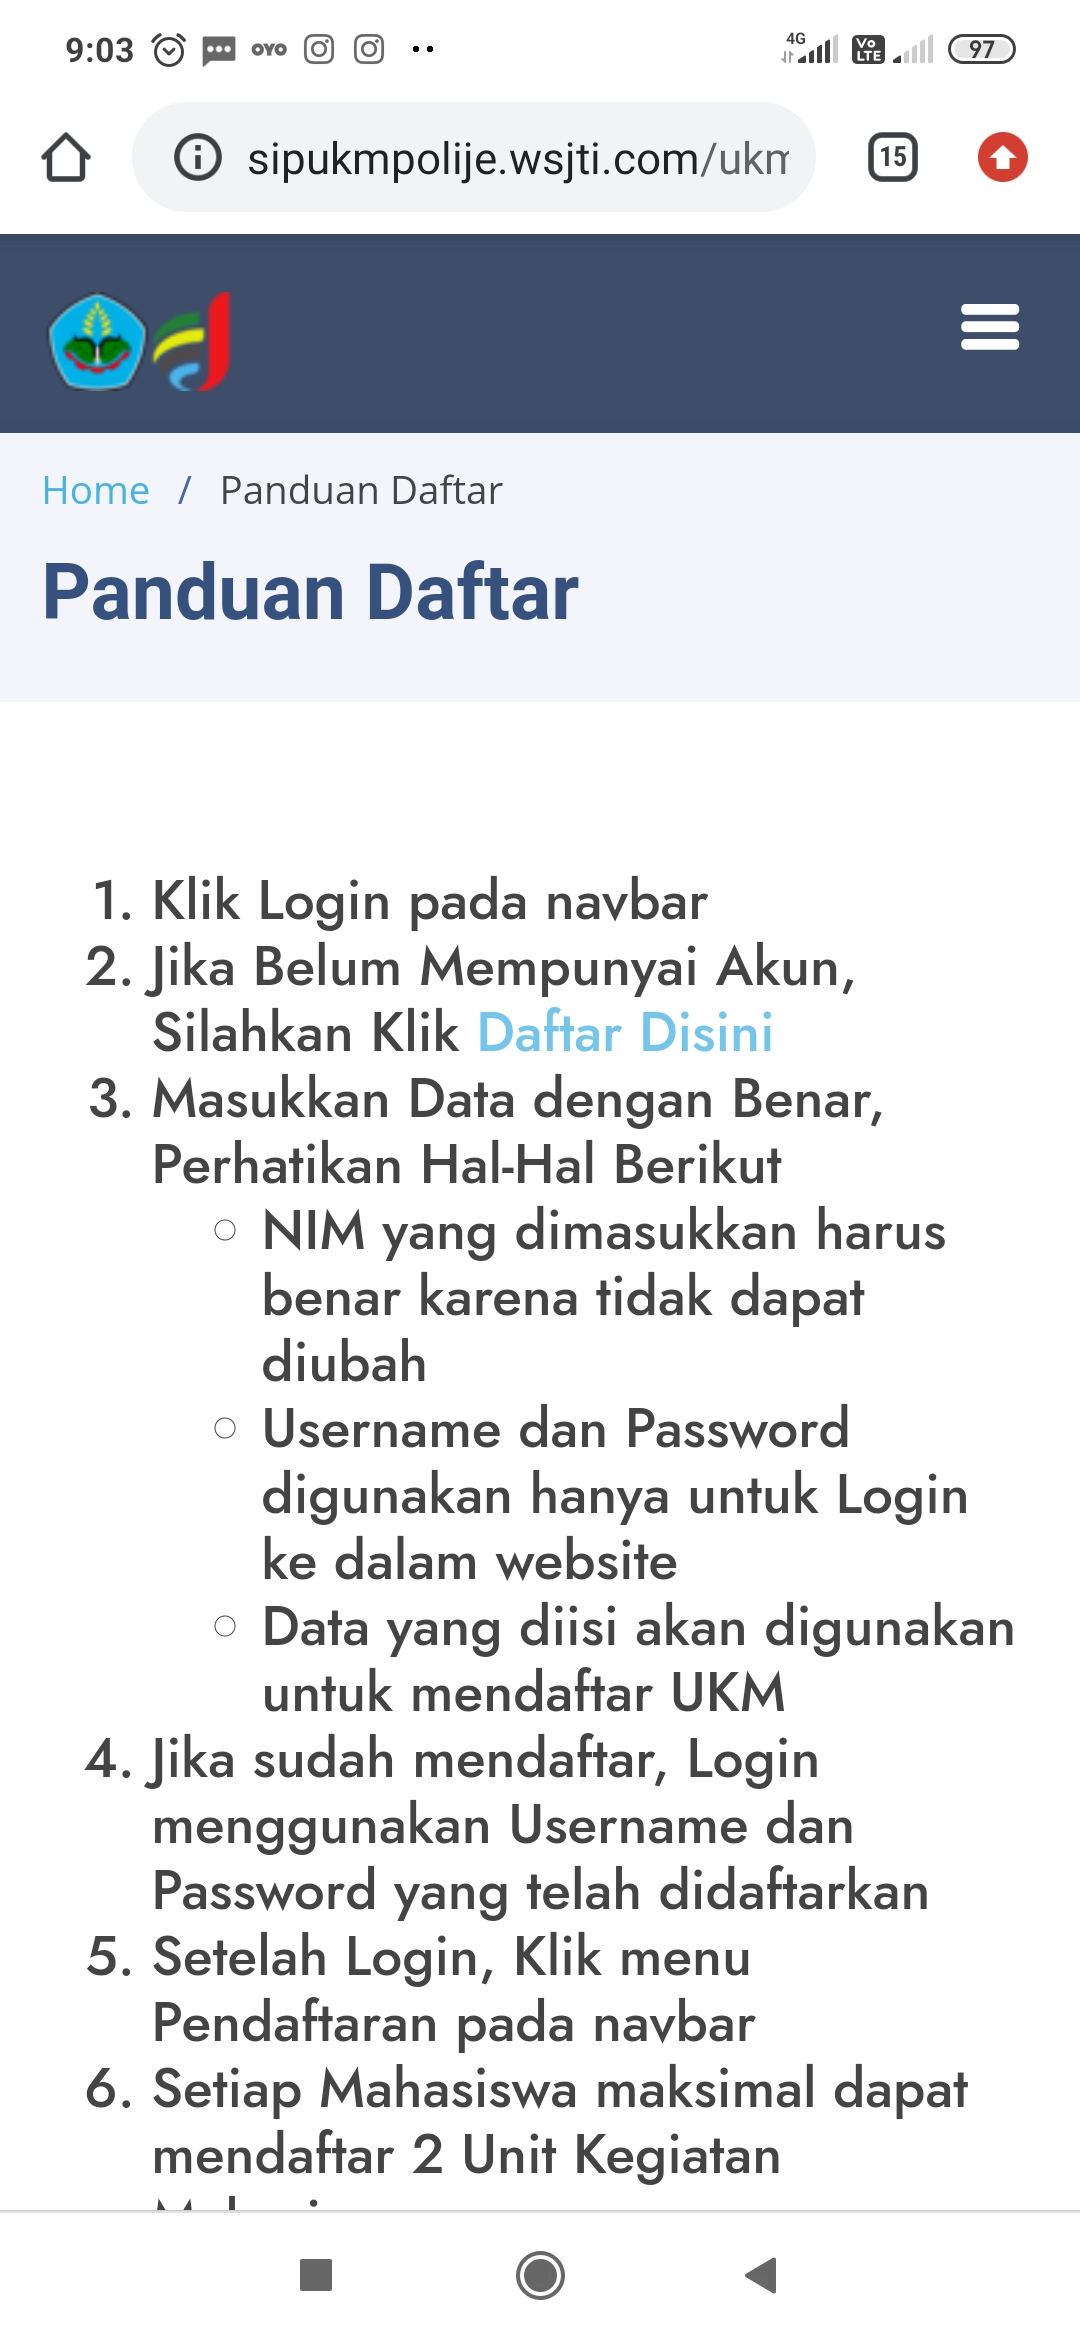 9:03 OYO 4G Vo LTE 97
sipukmpolije.wsjti.com/ukm 15
Home / Panduan Daftar
Panduan Daftar
1. Klik Login pada navbar
2. Jika Belum Mempunyai Akun,
Silahkan Klik Daftar Disini
3. Masukkan Data dengan Benar,
Perhatikan Hal-Hal Berikut
NIM yang dimasukkan harus
benar karena tidak dapat
diubah
Username dan Password
digunakan hanya untuk Login
ke dalam website
Data yang diisi akan digunakan
untuk mendaftar UKM
4. Jika sudah mendaftar, Login
menggunakan Username dan
Password yang telah didaftarkan
5. Setelah Login, Klik menu
Pendaftaran pada navbar
6. Setiap Mahasiswa maksimal dapat
mendaftar 2 Unit Kegiatan